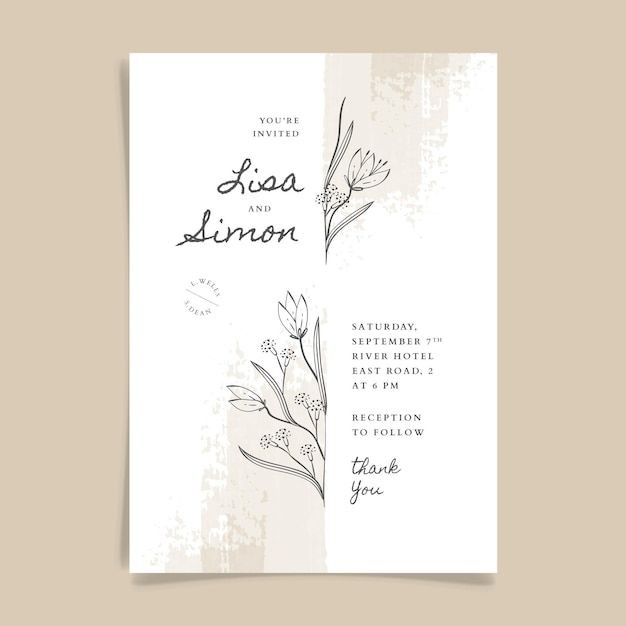 YOU'RE
INVITED
Lisa
AND
Simon
L.WELLS
S.DEAN
SATURDAY,
SEPTEMBER 7TH
RIVER HOTEL
EAST ROAD, 2
AT 6 PM
RECEPTION
TO FOLLOW
thank
You